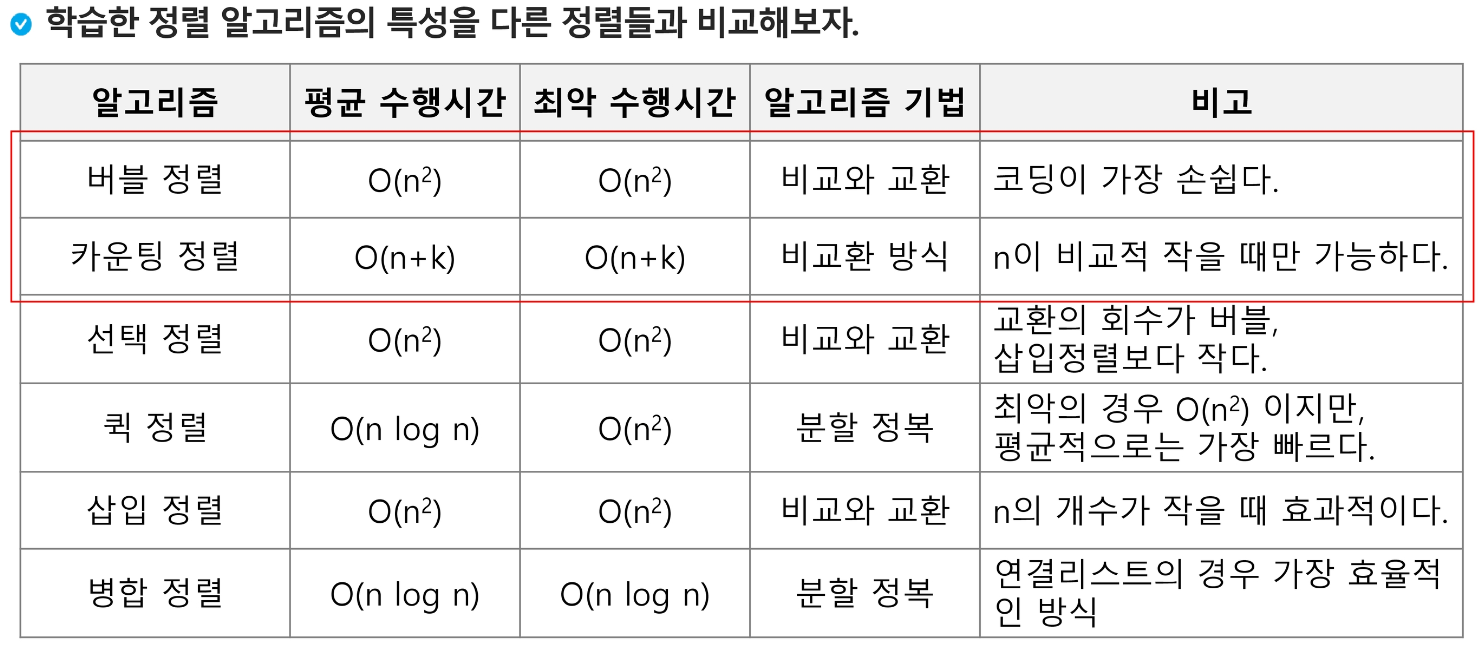 학습한 정렬 알고리즘의 특성을 다른 정렬들과 비교해보자.
알고리즘 평균 수행시간 최악 수행시간 알고리즘 기법 비고
버블 정렬 O(n²) O(n²) 비교와 교환 코딩이 가장 손쉽다.
카운팅 정렬 O(n+k) O(n+k) 비교환 방식 n이 비교적 작을 때만 가능하다.
선택 정렬 O(n²) O(n²) 비교와 교환 교환의 회수가 버블,
삽입정렬보다 작다.
퀵 정렬 O(n log n) O(n²) 분할 정복 최악의 경우 O(n²) 이지만,
평균적으로는 가장 빠르다.
삽입 정렬 O(n²) O(n²) 비교와 교환 n의 개수가 작을 때 효과적이다.
병합 정렬 O(n log n) O(n log n) 분할 정복 연결리스트의 경우 가장 효율적
인 방식